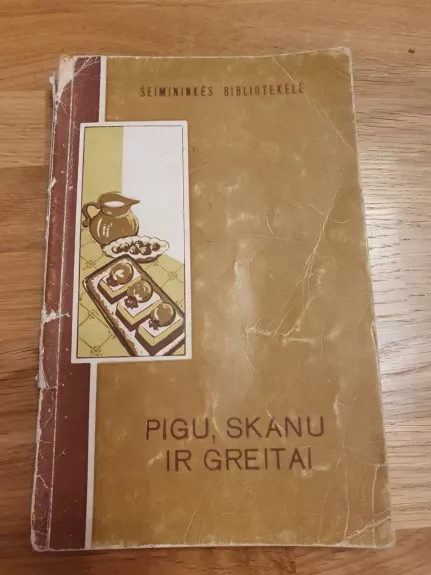 ŠEIMININKĖS BIBLIOTEKĖLĖ
PIGU, SKANU
IR GREITAI